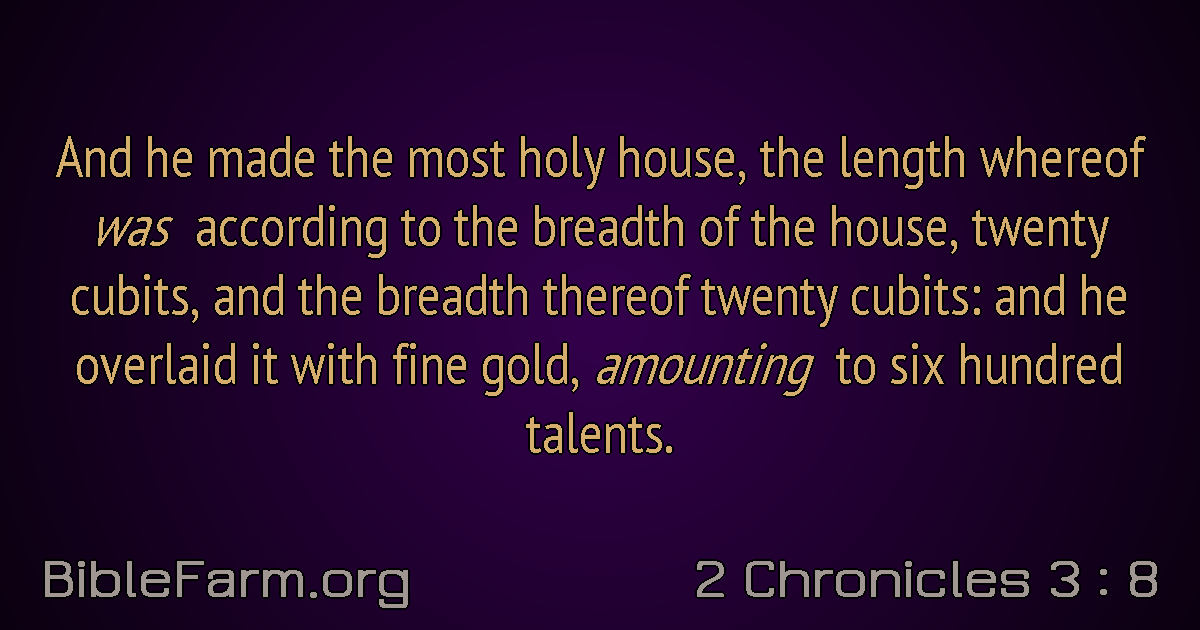 And he made the most holy house, the length whereof
was according to the breadth of the house, twenty
cubits, and the breadth thereof twenty cubits: and he
overlaid it with fine gold, amounting to six hundred
talents.
BibleFarm.org
2 Chronicles 3 : 8